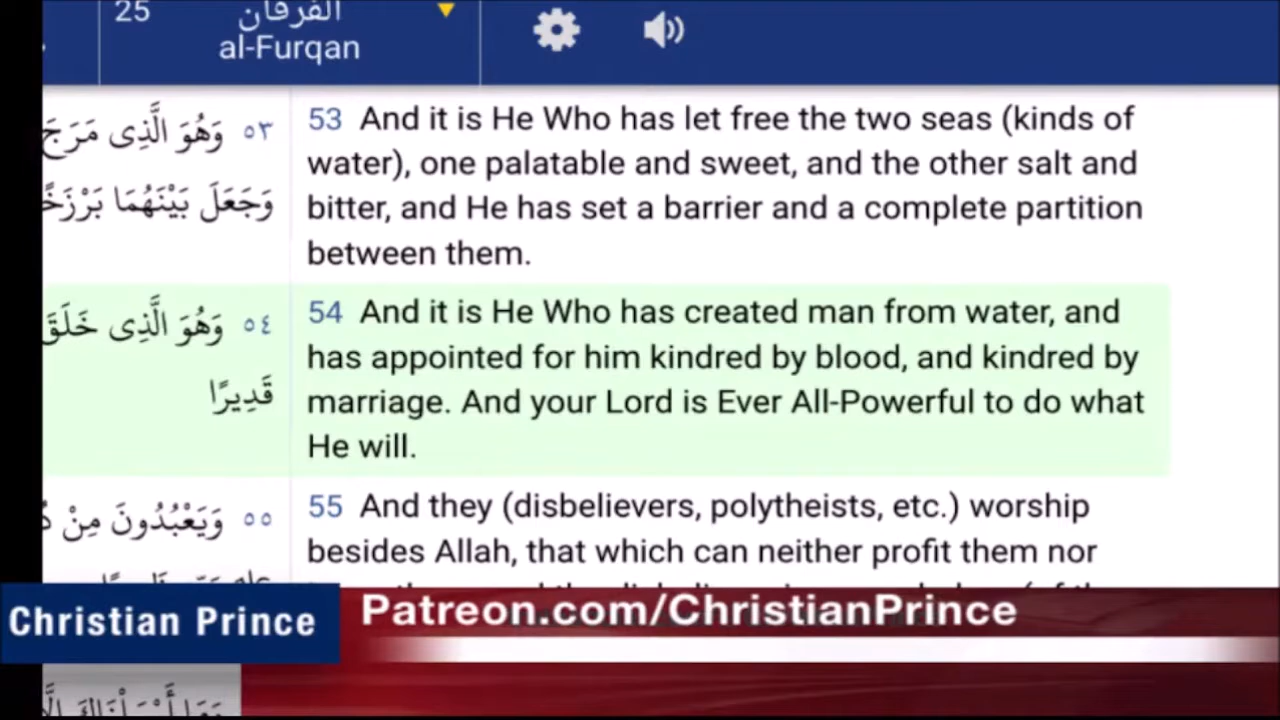 25
الفرقان
al-Furqan
٥٣ وَهُوَ الَّذِى مَرَجَ
وَجَعَلَ بَيْنَهُمَا بَرْزَخًا
53 And it is He Who has let free the two seas (kinds of
water), one palatable and sweet, and the other salt and
bitter, and He has set a barrier and a complete partition
between them.
٥٤ وَهُوَ الَّذِى خَلَقَ
قَدِيرًا
54 And it is He Who has created man from water, and
has appointed for him kindred by blood, and kindred by
marriage. And your Lord is Ever All-Powerful to do what
He will.
٥٥ وَيَعْبُدُونَ مِنْ
55 And they (disbelievers, polytheists, etc.) worship
besides Allah, that which can neither profit them nor
Christian Prince
Patreon.com/ChristianPrince